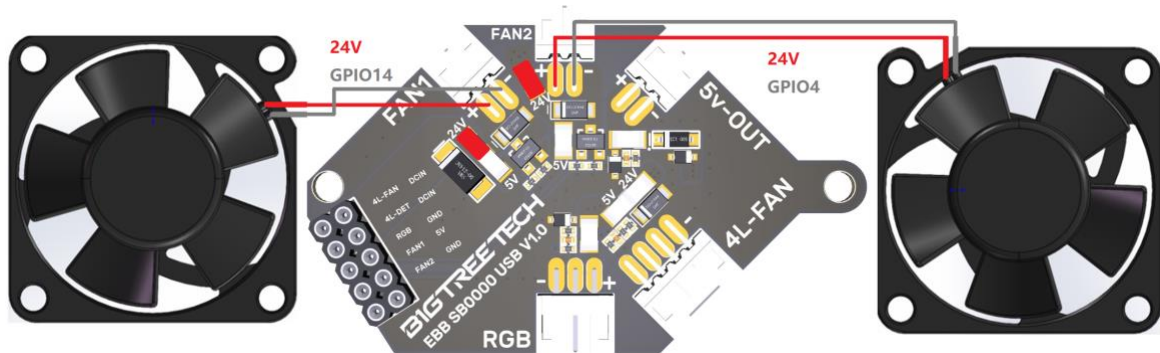 FAN2
24V
GPIO14
24V
GPIO4
FAN1
+
-
+
-
24V
24V
5V-OUT
5V
5V
5V
24V
4L-FAN
4L-FAN DCIN
4L-DET DCIN
RGB GND
FAN1 5V
FAN2 GND
BIGTREETECH
EBB SB0000 USB V1.0
-
-
+
+
RGB